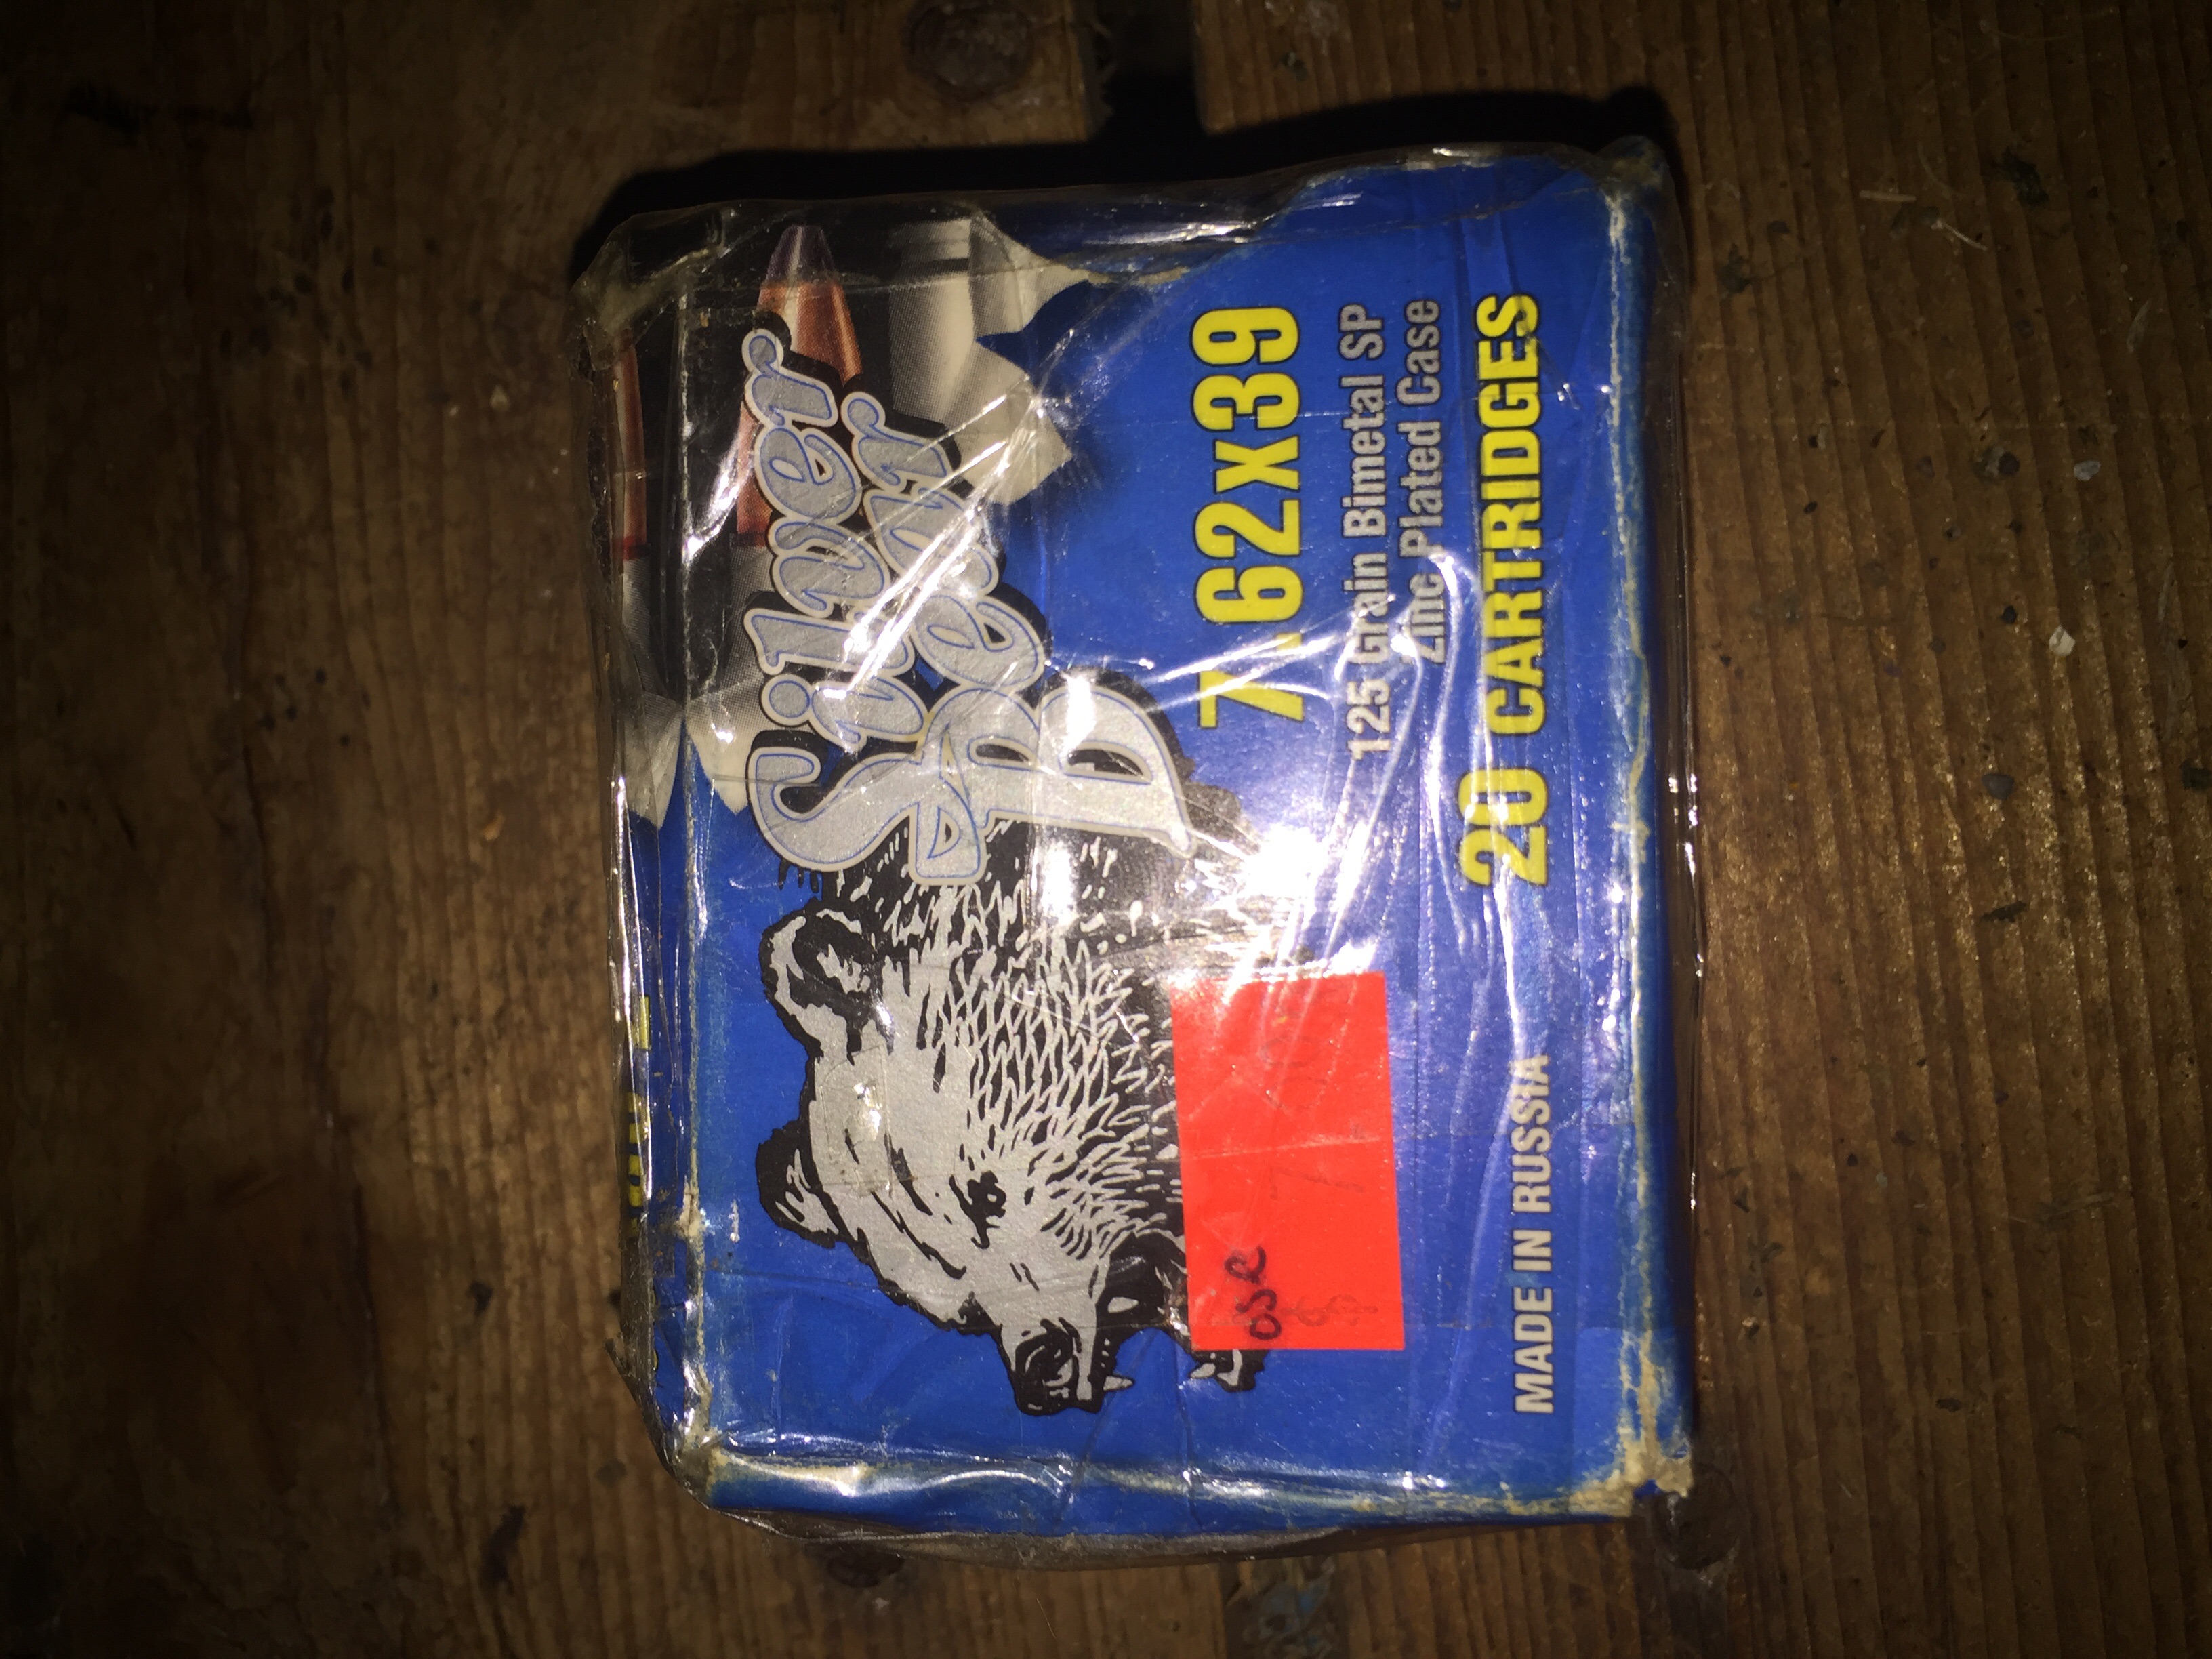 Silver
Bear
7.62x39
125 Grain Bimetal SP
Zinc Plated Case
20 CARTRIDGES
MADE IN RUSSIA